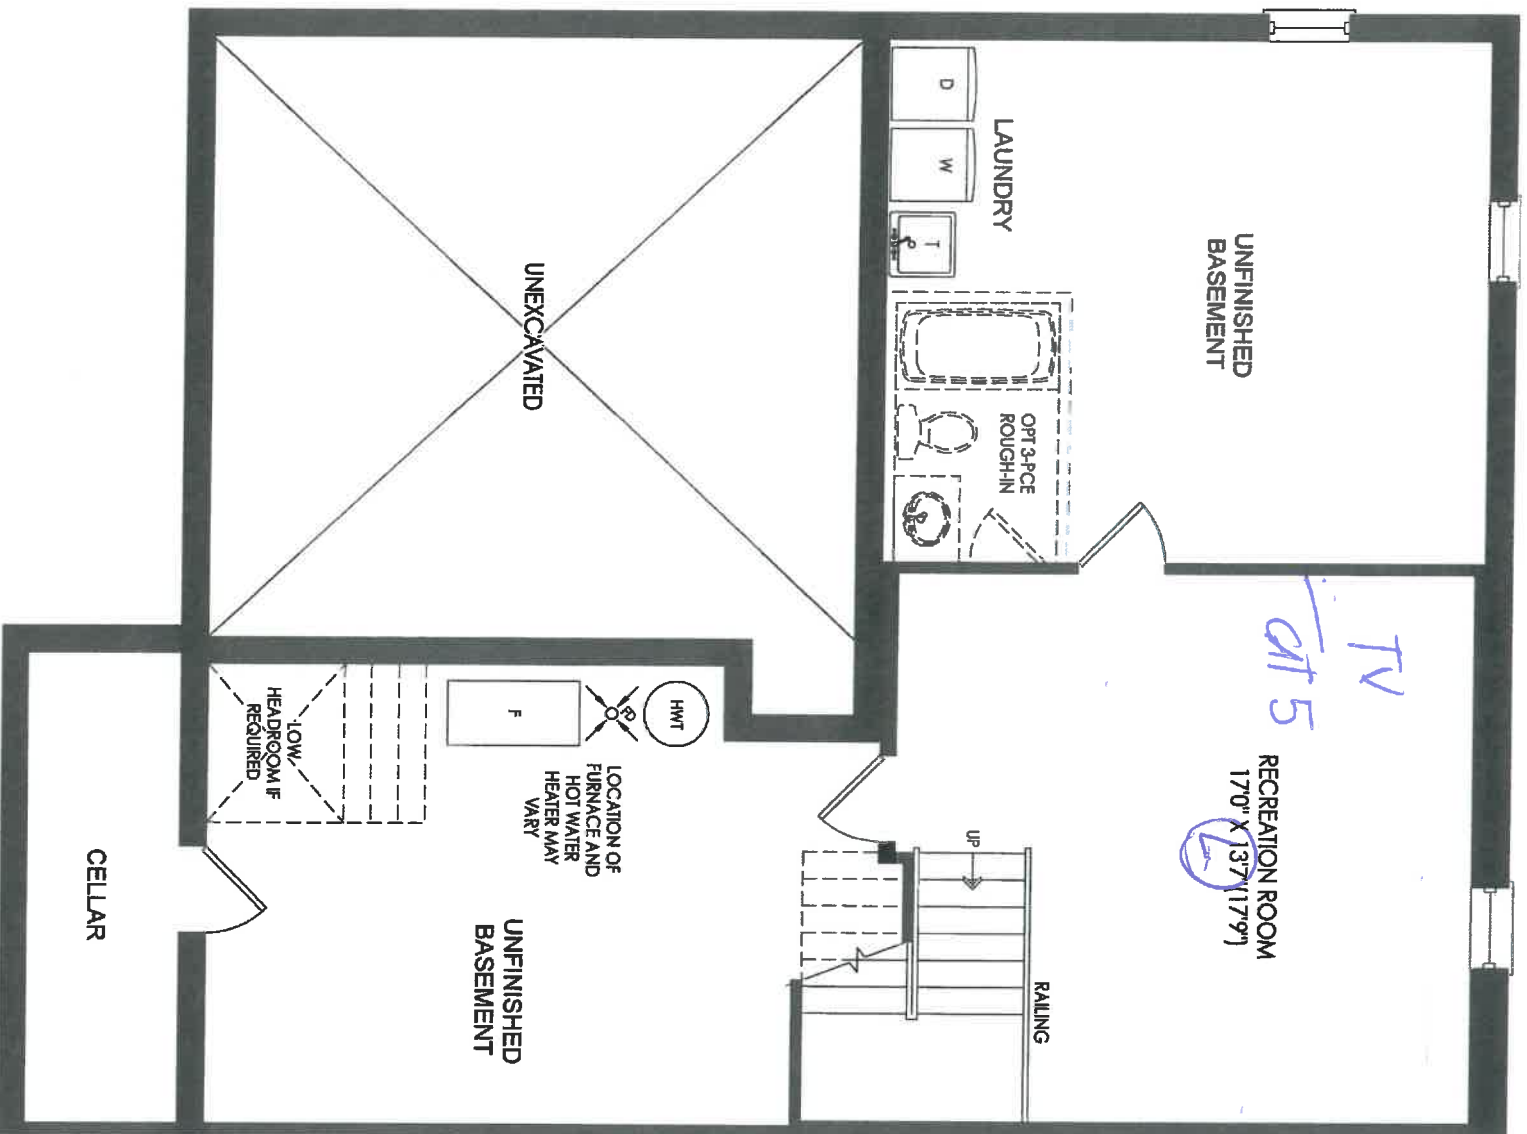 D
W
LAUNDRY
T
UNFINISHED
BASEMENT
OPT 3-PCE
ROUGH-IN
UNEXCAVATED
TV
CAT 5
RECREATION ROOM
17'0" X 13'7"(17'9")
L
UP
RAILING
HWT
FD
F
LOCATION OF
FURNACE AND
HOT WATER
HEATER MAY
VARY
LOW
HEADROOM IF
REQUIRED
UNFINISHED
BASEMENT
CELLAR